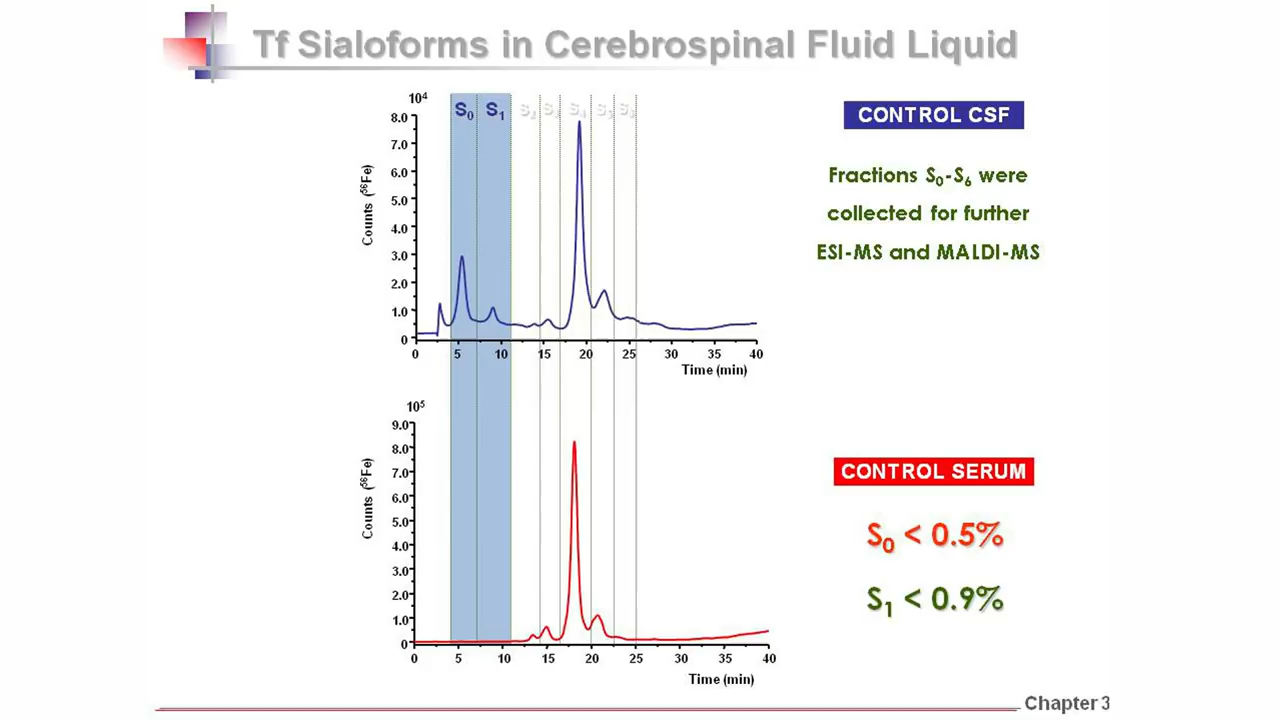 Tf Sialoforms in Cerebrospinal Fluid Liquid
10⁴
S₀ S₁ S₂ S₃ S₄ S₅ S₆
8.0
7.0
6.0
5.0
4.0
3.0
2.0
1.0
0
Counts (⁵⁶Fe)
0 5 10 15 20 25 30 35 40
Time (min)
CONTROL CSF
Fractions S₀-S₆ were
collected for further
ESI-MS and MALDI-MS
10⁵
9.0
8.0
7.0
6.0
5.0
4.0
3.0
2.0
1.0
0
Counts (⁵⁶Fe)
0 5 10 15 20 25 30 35 40
Time (min)
CONTROL SERUM
S₀ < 0.5%
S₁ < 0.9%
Chapter 3